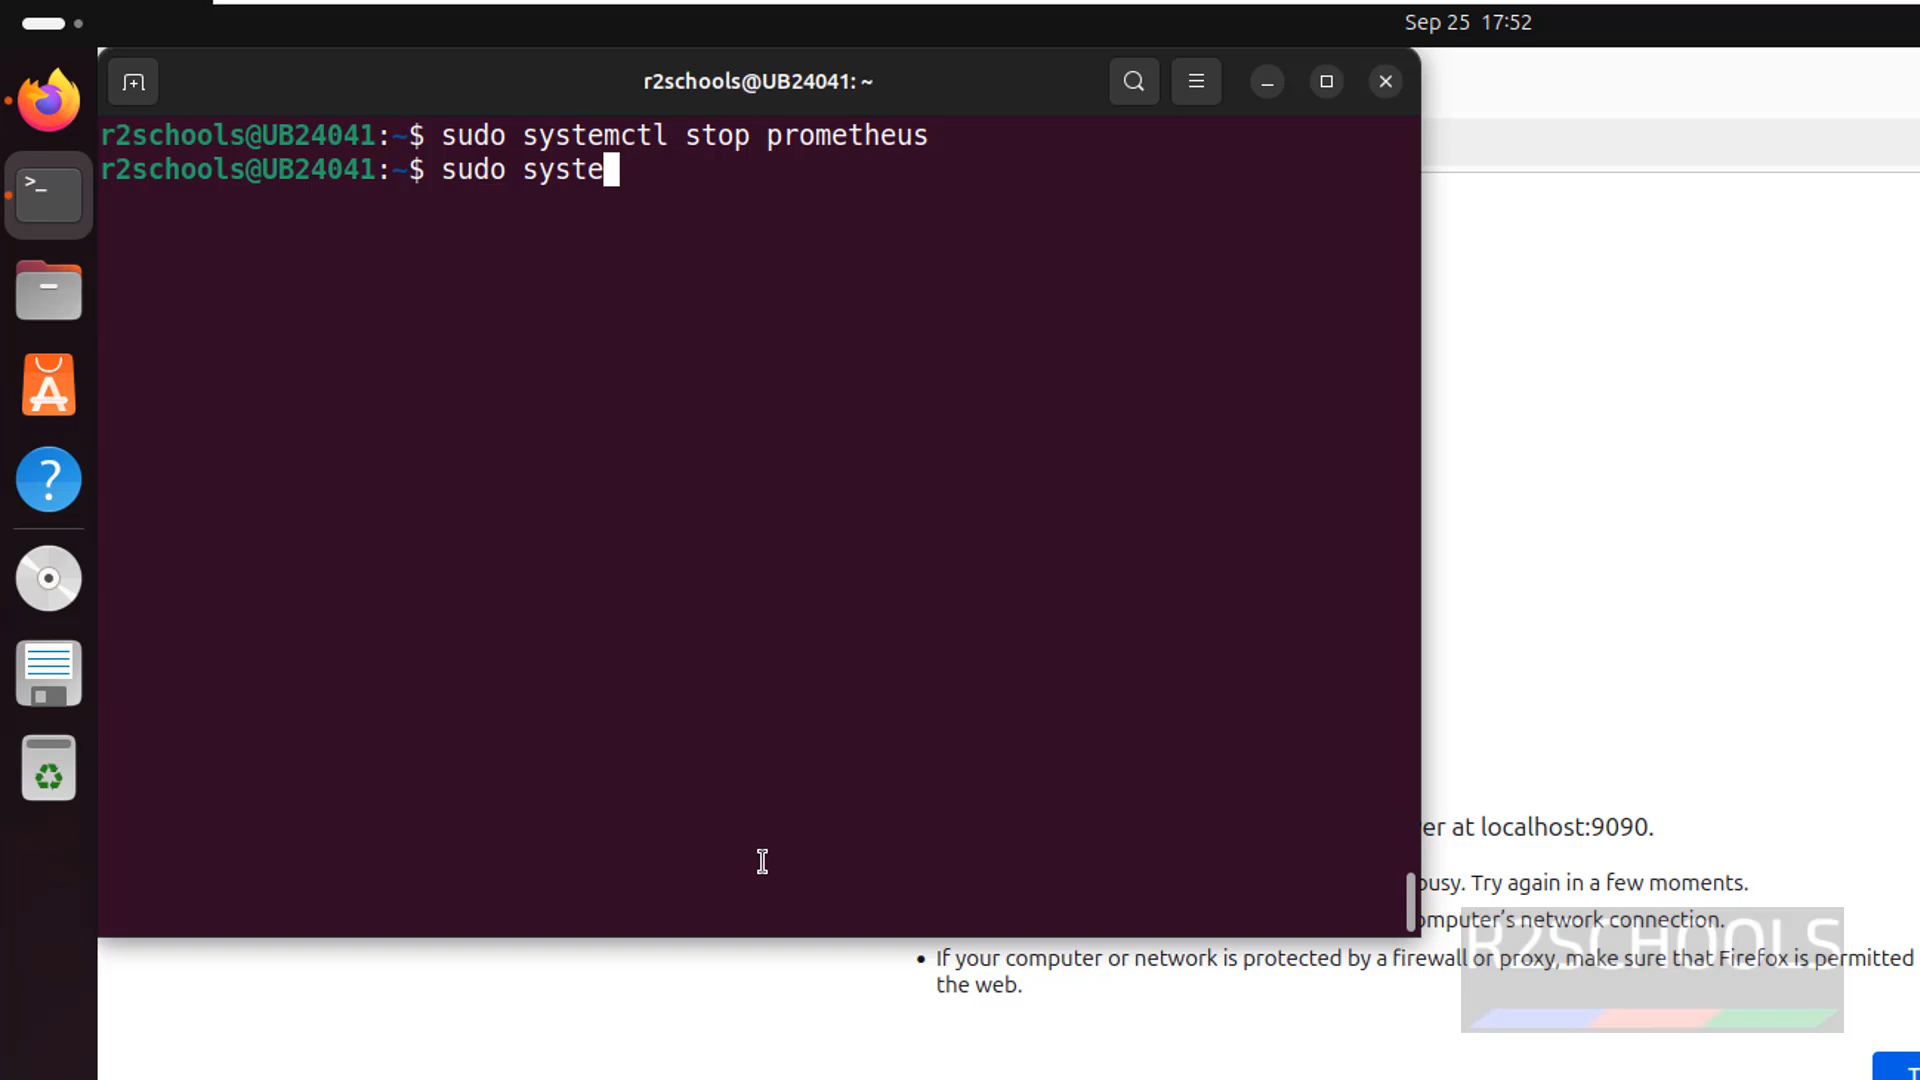 Sep 25 17:52
r2schools@UB24041: ~
r2schools@UB24041:~$ sudo systemctl stop prometheus
r2schools@UB24041:~$ sudo syste
er at localhost:9090.
busy. Try again in a few moments.
omputer's network connection.
• If your computer or network is protected by a firewall or proxy, make sure that Firefox is permitted
the web.
R2SCHOOLS